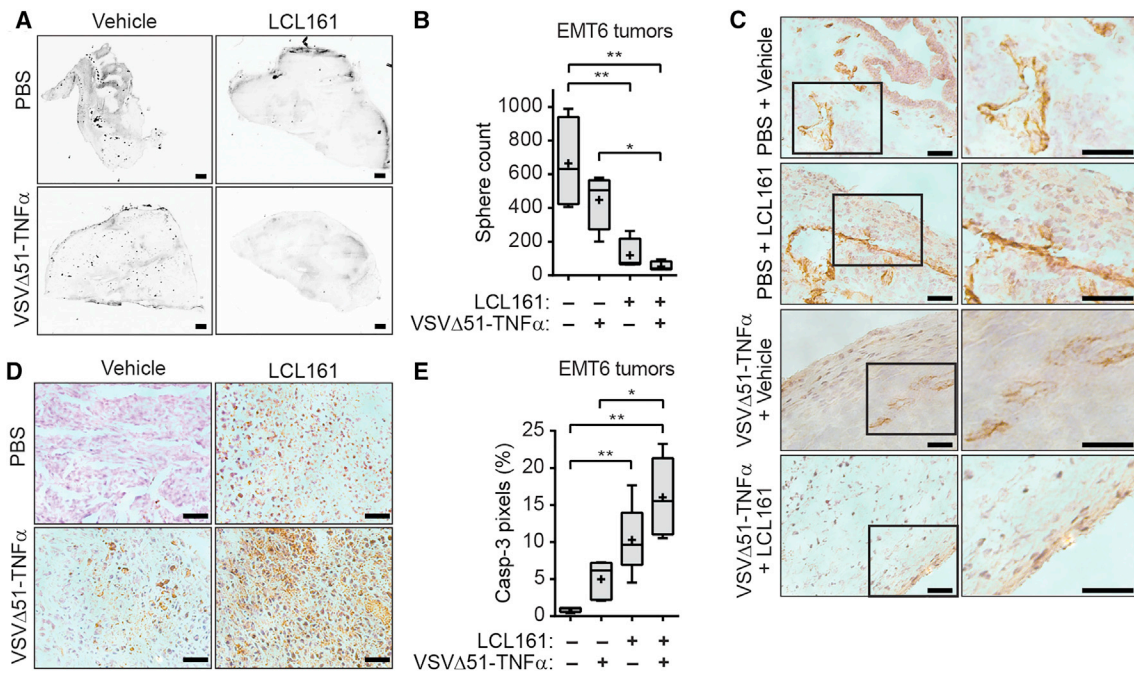 A
Vehicle
LCL161
PBS
VSVΔ51-TNFα
B
EMT6 tumors
**
**
*
Sphere count
1000
800
600
400
200
0
LCL161: – – + +
VSVΔ51-TNFα: – + – +
C
PBS + Vehicle
PBS + LCL161
VSVΔ51-TNFα
+ Vehicle
VSVΔ51-TNFα
+ LCL161
D
Vehicle
LCL161
PBS
VSVΔ51-TNFα
E
EMT6 tumors
*
**
**
Casp-3 pixels (%)
25
20
15
10
5
0
LCL161: – – + +
VSVΔ51-TNFα: – + – +